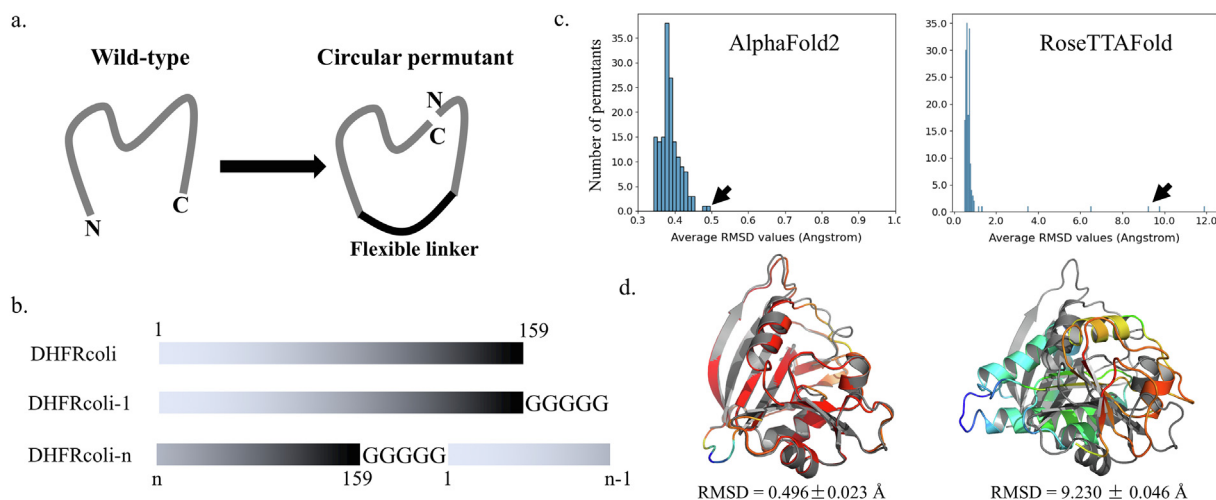 a.
Wild-type
N
C
Circular permutant
N
C
Flexible linker
b.
1
159
DHFRcoli
DHFRcoli-1
GGGGG
DHFRcoli-n
GGGGG
1
n
159
n-1
c.
AlphaFold2
Number of permutants
35.0
30.0
25.0
20.0
15.0
10.0
5.0
0.0
0.3
0.4
0.5
0.6
0.7
0.8
0.9
1.0
Average RMSD values (Angstrom)
RoseTTAFold
35.0
30.0
25.0
20.0
15.0
10.0
5.0
0.0
0.0
2.0
4.0
6.0
8.0
10.0
12.0
Average RMSD values (Angstrom)
d.
RMSD = 0.496 ± 0.023 Å
RMSD = 9.230 ± 0.046 Å